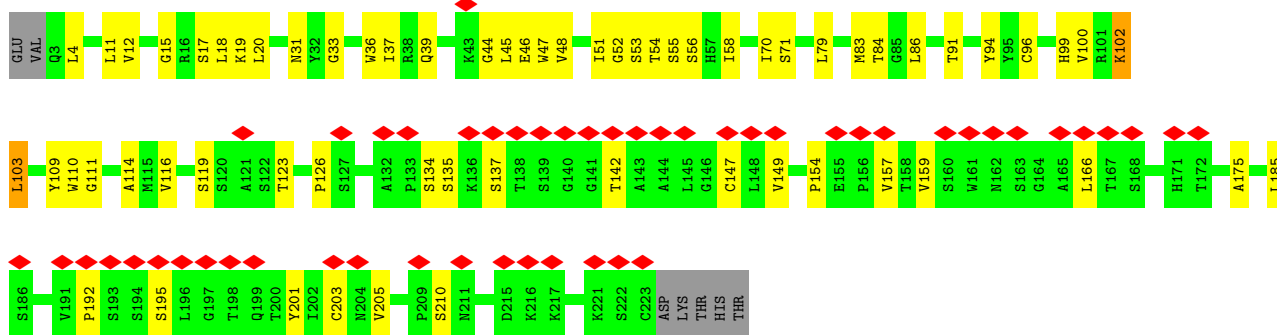 GLU VAL Q3 L4 L11 V12 G15 R16 S17 L18 K19 L20 N31 Y32 G33 W36 I37 R38 Q39 K43 G44 L45 E46 W47 V48 I51 G52 S53 T54 S55 S56 H57 I58 I70 S71 L79 M83 T84 G85 L86 T91 Y94 Y95 C96 H99 V100 R101 K102
L103 Y109 W110 G111 A114 M115 V116 S119 S120 A121 S122 T123 P126 S127 A132 P133 S134 S135 K136 S137 T138 S139 G140 G141 T142 A143 A144 L145 G146 C147 L148 V149 P154 E155 P156 V157 T158 V159 S160 W161 N162 S163 G164 A165 L166 T167 S168 H171 T172 A175 L185
S186 V191 P192 S193 S194 S195 L196 G197 T198 Q199 T200 Y201 I202 C203 N204 V205 P209 S210 N211 D215 K216 K217 K221 S222 C223 ASP LYS THR HIS THR